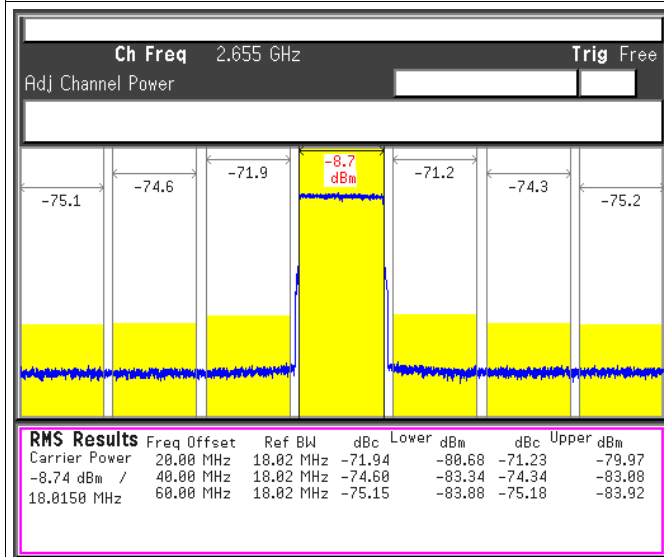 Ch Freq 2.655 GHz Trig Free
Adj Channel Power
-8.7
dBm
-71.9 -71.2
-74.6 -74.3
-75.1 -75.2
RMS Results Freq Offset Ref BW dBc Lower dBm dBc Upper dBm
Carrier Power 20.00 MHz 18.02 MHz -71.94 -80.68 -71.23 -79.97
-8.74 dBm / 40.00 MHz 18.02 MHz -74.60 -83.34 -74.34 -83.08
18.0150 MHz 60.00 MHz 18.02 MHz -75.15 -83.88 -75.18 -83.92